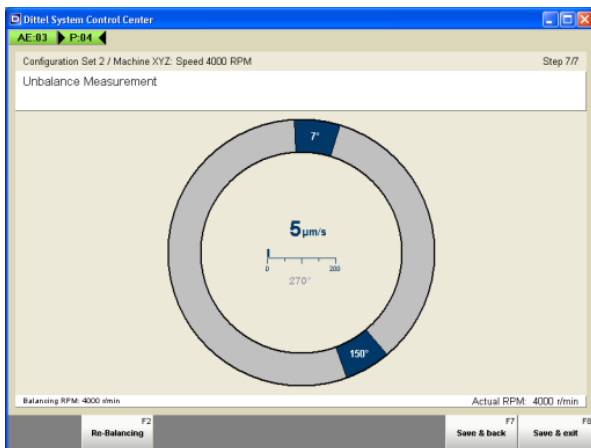 Dittel System Control Center
AE:03 P:04
Configuration Set 2 / Machine XYZ: Speed 4000 RPM Step 7/7
Unbalance Measurement
7°
5 µm/s
0 200
270°
150°
Balancing RPM: 4000 r/min Actual RPM: 4000 r/min
F2 F7 F8
Re-Balancing Save & back Save & exit